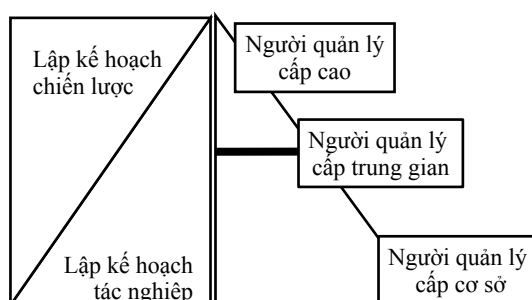 Lập kế hoạch
chiến lược
Người quản lý
cấp cao
Người quản lý
cấp trung gian
Lập kế hoạch
tác nghiệp
Người quản lý
cấp cơ sở